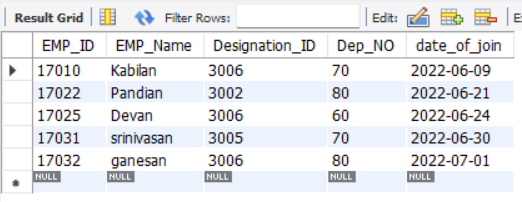 Result Grid Filter Rows: Edit:
EMP_ID EMP_Name Designation_ID Dep_NO date_of_join
17010 Kabilan 3006 70 2022-06-09
17022 Pandian 3002 80 2022-06-21
17025 Devan 3006 60 2022-06-24
17031 srinivasan 3005 70 2022-06-30
17032 ganesan 3006 80 2022-07-01
NULL NULL NULL NULL NULL